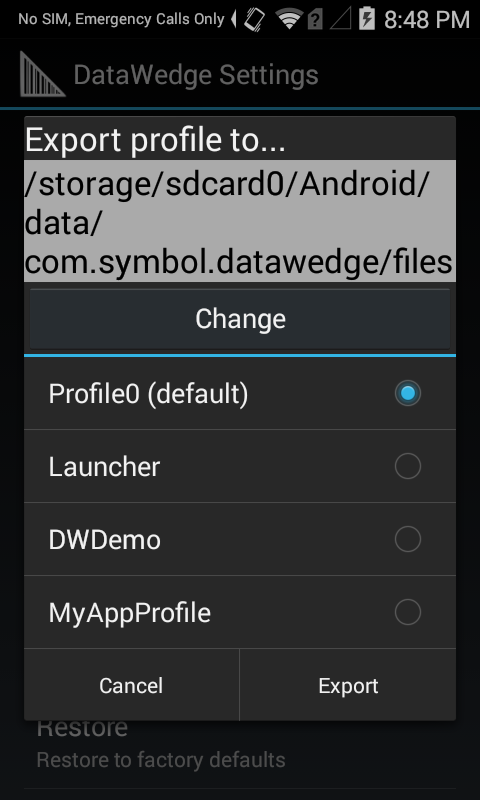 No SIM, Emergency Calls Only
8:48 PM
DataWedge Settings
Export profile to...
/storage/sdcard0/Android/
data/
com.symbol.datawedge/files
Change
Profile0 (default)
Launcher
DWDemo
MyAppProfile
Cancel
Export
Restore
Restore to factory defaults